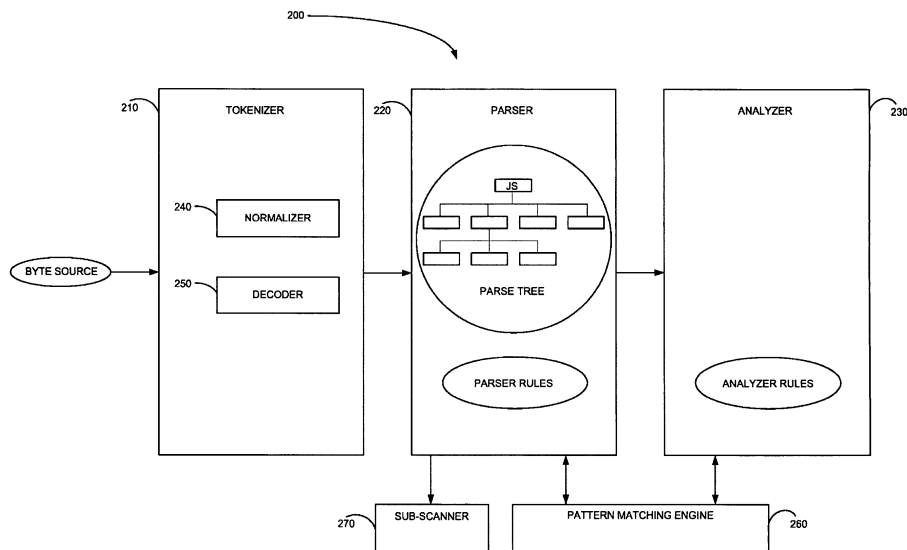 200
210
TOKENIZER
220
PARSER
ANALYZER
230
JS
240
NORMALIZER
BYTE SOURCE
250
DECODER
PARSE TREE
PARSER RULES
ANALYZER RULES
270
SUB-SCANNER
PATTERN MATCHING ENGINE
260